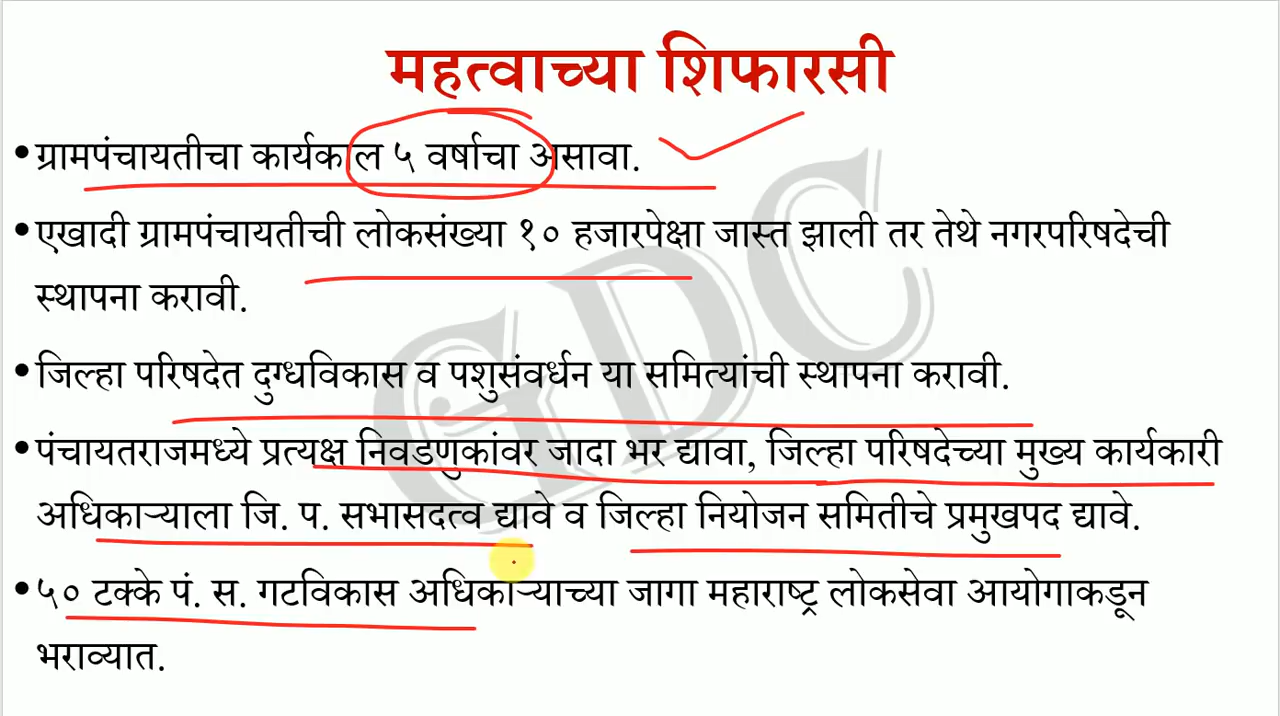 महत्वाच्या शिफारसी
• ग्रामपंचायतीचा कार्यकाल ५ वर्षाचा असावा.
• एखादी ग्रामपंचायतीची लोकसंख्या १० हजारपेक्षा जास्त झाली तर तेथे नगरपरिषदेची
स्थापना करावी.
• जिल्हा परिषदेत दुग्धविकास व पशुसंवर्धन या समित्यांची स्थापना करावी.
• पंचायतराजमध्ये प्रत्यक्ष निवडणुकांवर जादा भर द्यावा, जिल्हा परिषदेच्या मुख्य कार्यकारी
अधिकाऱ्याला जि. प. सभासदत्व द्यावे व जिल्हा नियोजन समितीचे प्रमुखपद द्यावे.
• ५० टक्के पं. स. गटविकास अधिकाऱ्याच्या जागा महाराष्ट्र लोकसेवा आयोगाकडून
भराव्यात.
GDC